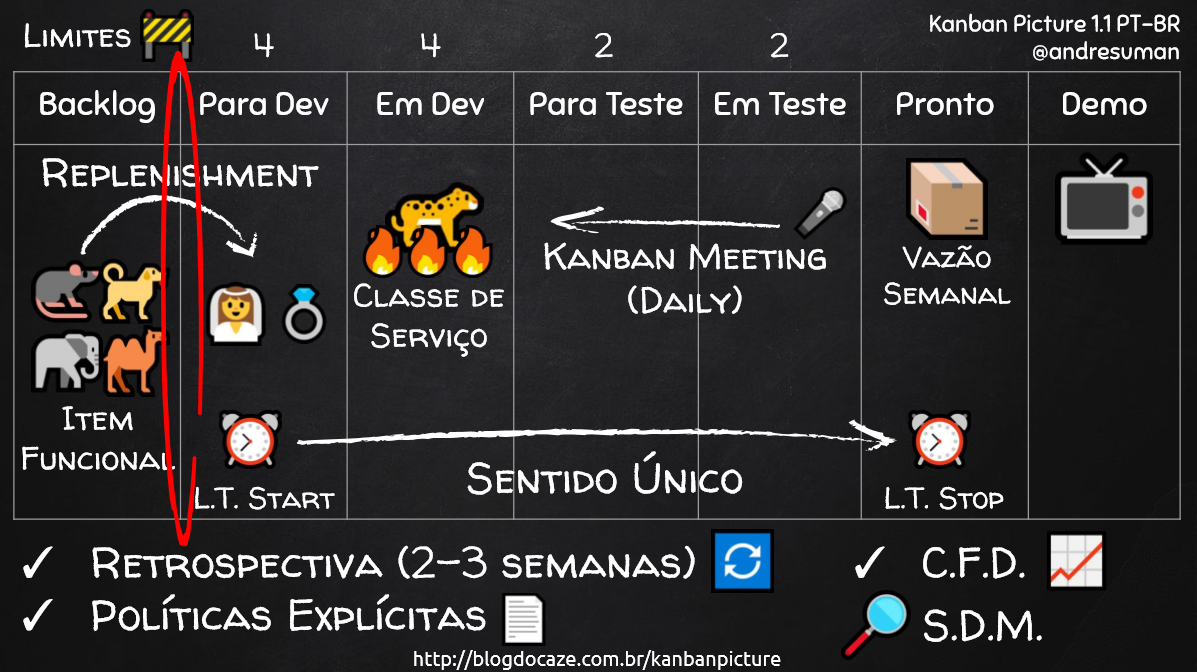 Limites 4 4 2 2
Kanban Picture 1.1 PT-BR
@andresuman
Backlog Para Dev Em Dev Para Teste Em Teste Pronto Demo
Replenishment
Kanban Meeting
(Daily)
Vazão
Semanal
Classe de
Serviço
Item
Funcional
L.T. Start
Sentido Único
L.T. Stop
✓ Retrospectiva (2-3 semanas)
✓ C.F.D.
✓ Políticas Explícitas
S.D.M.
http://blogdocaze.com.br/kanbanpicture